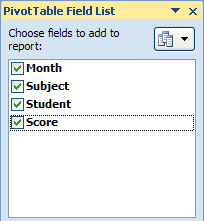 PivotTable Field List
Choose fields to add to
report:
Month
Subject
Student
Score